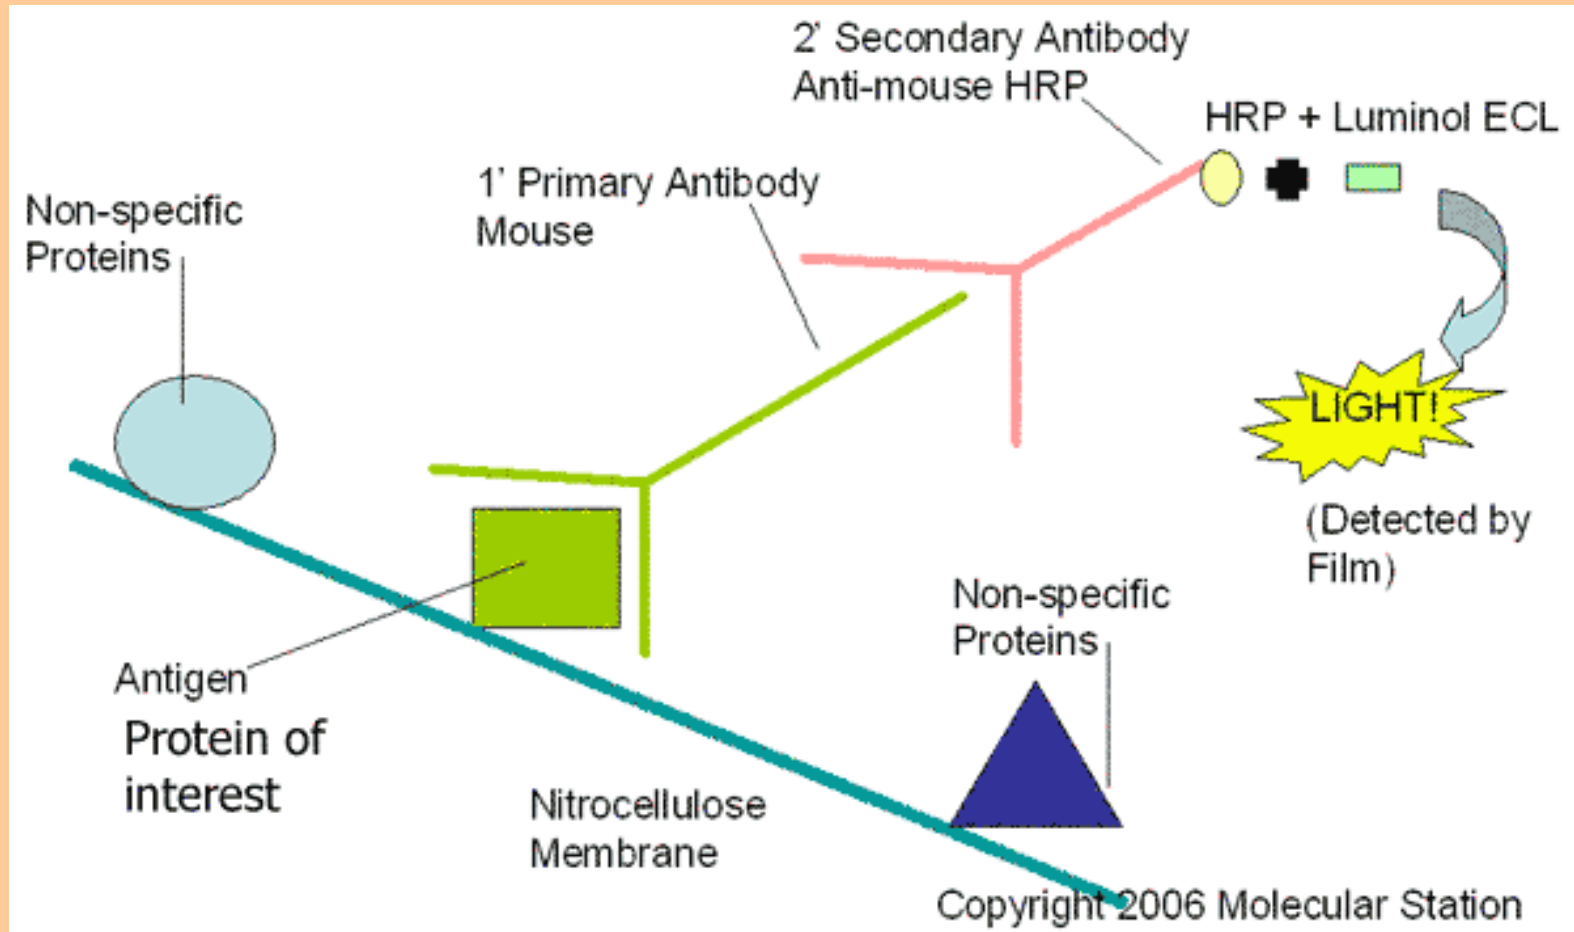 2' Secondary Antibody
Anti-mouse HRP
HRP + Luminol ECL
1' Primary Antibody
Mouse
Non-specific
Proteins
LIGHT!
(Detected by
Film)
Non-specific
Proteins
Antigen
Protein of
interest
Nitrocellulose
Membrane
Copyright 2006 Molecular Station